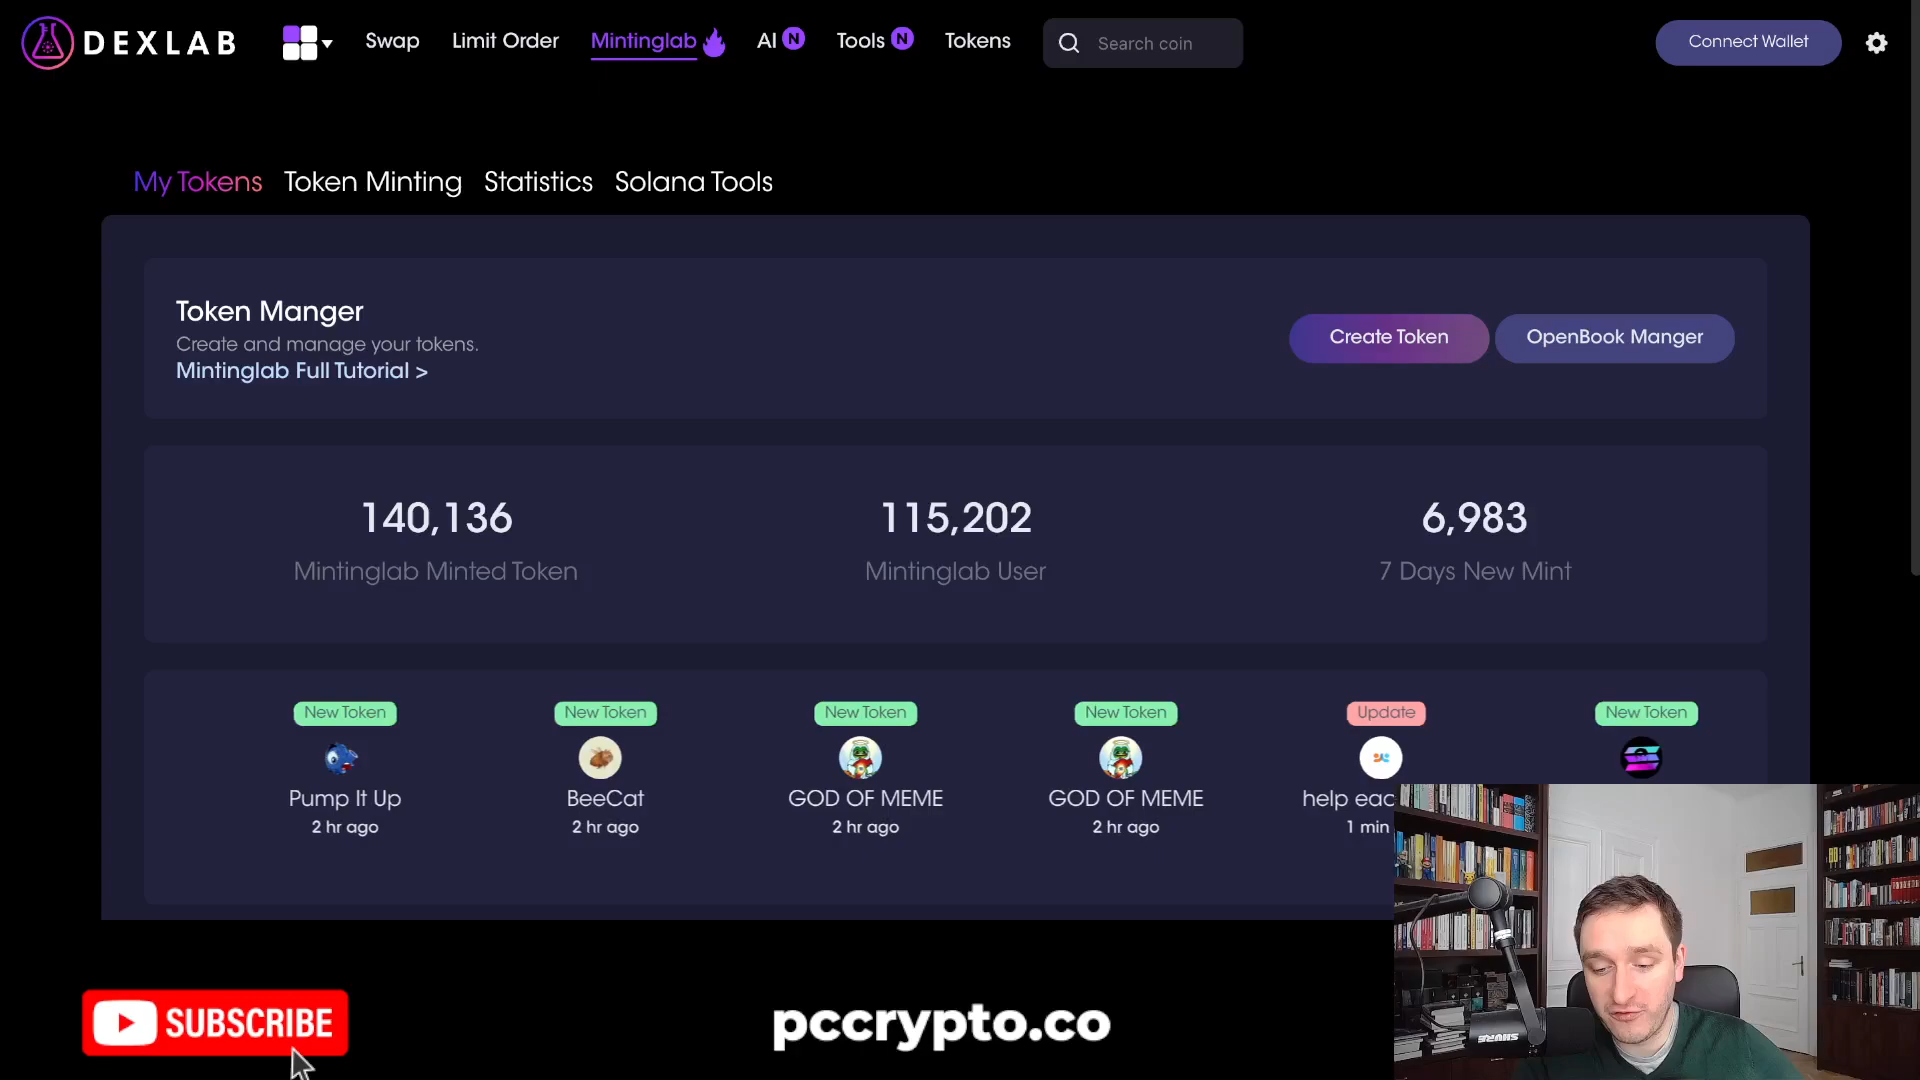 DEXLAB
Swap
Limit Order
Mintinglab
AI N
Tools N
Tokens
Search coin
Connect Wallet
My Tokens
Token Minting
Statistics
Solana Tools
Token Manger
Create and manage your tokens.
Mintinglab Full Tutorial >
Create Token
OpenBook Manger
140,136
Mintinglab Minted Token
115,202
Mintinglab User
6,983
7 Days New Mint
New Token
Pump It Up
2 hr ago
New Token
BeeCat
2 hr ago
New Token
GOD OF MEME
2 hr ago
New Token
GOD OF MEME
2 hr ago
Update
help eac
1 min
New Token
SUBSCRIBE
pccrypto.co
SHURE